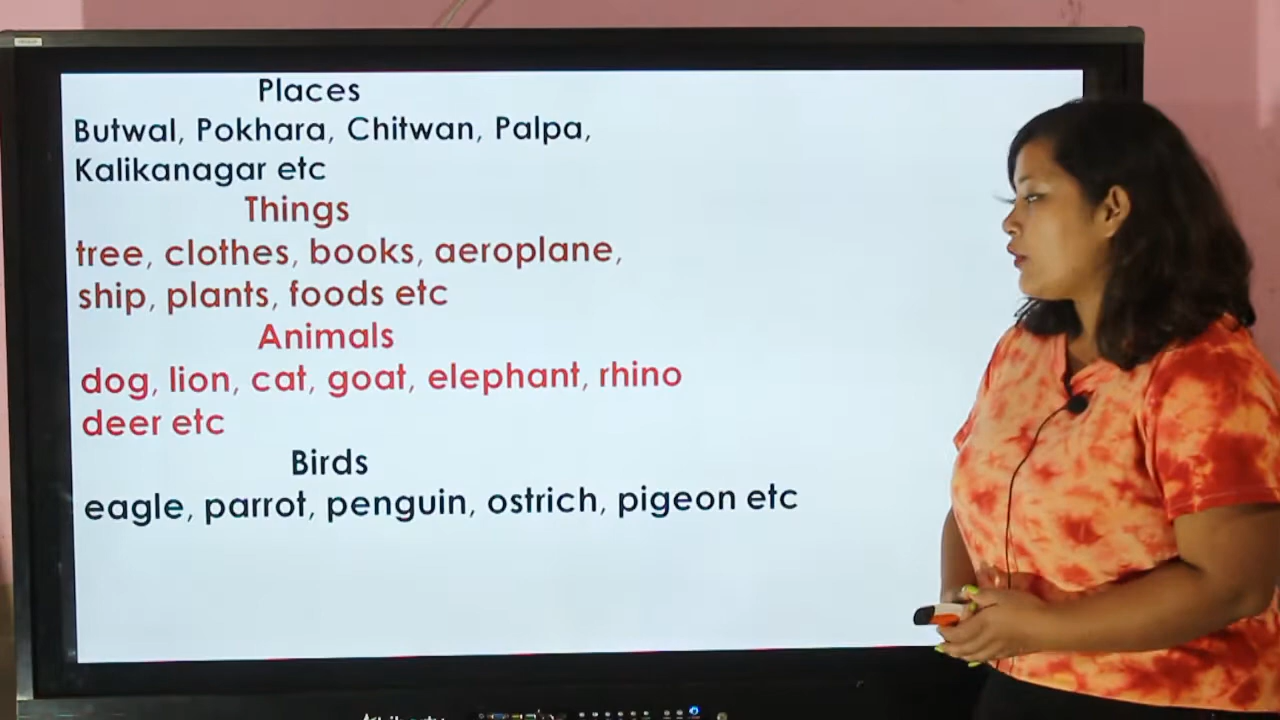 Places
Butwal, Pokhara, Chitwan, Palpa,
Kalikanagar etc
Things
tree, clothes, books, aeroplane,
ship, plants, foods etc
Animals
dog, lion, cat, goat, elephant, rhino
deer etc
Birds
eagle, parrot, penguin, ostrich, pigeon etc